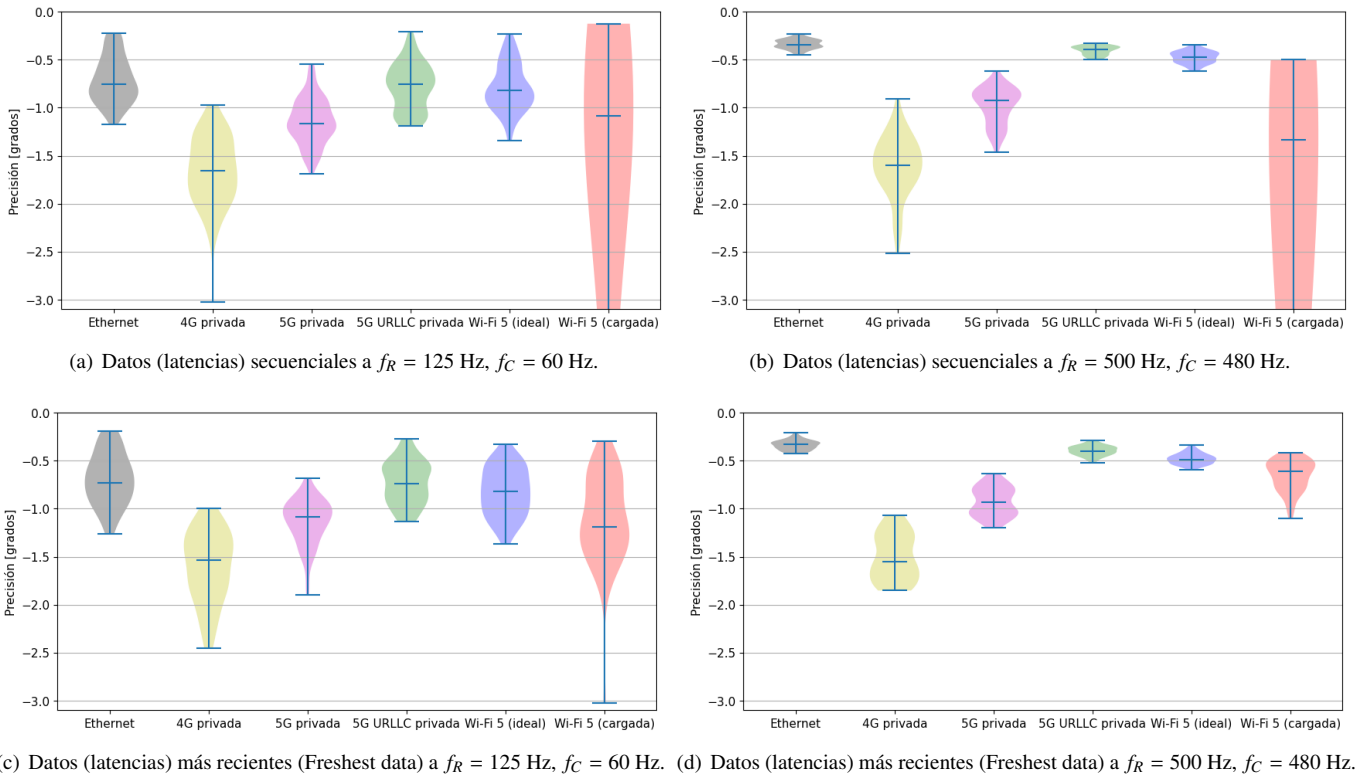 0.0
−0.5
−1.0
−1.5
−2.0
−2.5
−3.0
Precisión [grados]
Ethernet 4G privada 5G privada 5G URLLC privada Wi-Fi 5 (ideal) Wi-Fi 5 (cargada)
(a) Datos (latencias) secuenciales a fR = 125 Hz, fC = 60 Hz.
0.0
−0.5
−1.0
−1.5
−2.0
−2.5
−3.0
Precisión [grados]
Ethernet 4G privada 5G privada 5G URLLC privada Wi-Fi 5 (ideal) Wi-Fi 5 (cargada)
(b) Datos (latencias) secuenciales a fR = 500 Hz, fC = 480 Hz.
0.0
−0.5
−1.0
−1.5
−2.0
−2.5
−3.0
Precisión [grados]
Ethernet 4G privada 5G privada 5G URLLC privada Wi-Fi 5 (ideal) Wi-Fi 5 (cargada)
c) Datos (latencias) más recientes (Freshest data) a fR = 125 Hz, fC = 60 Hz.
0.0
−0.5
−1.0
−1.5
−2.0
−2.5
−3.0
Precisión [grados]
Ethernet 4G privada 5G privada 5G URLLC privada Wi-Fi 5 (ideal) Wi-Fi 5 (cargada)
(d) Datos (latencias) más recientes (Freshest data) a fR = 500 Hz, fC = 480 Hz.